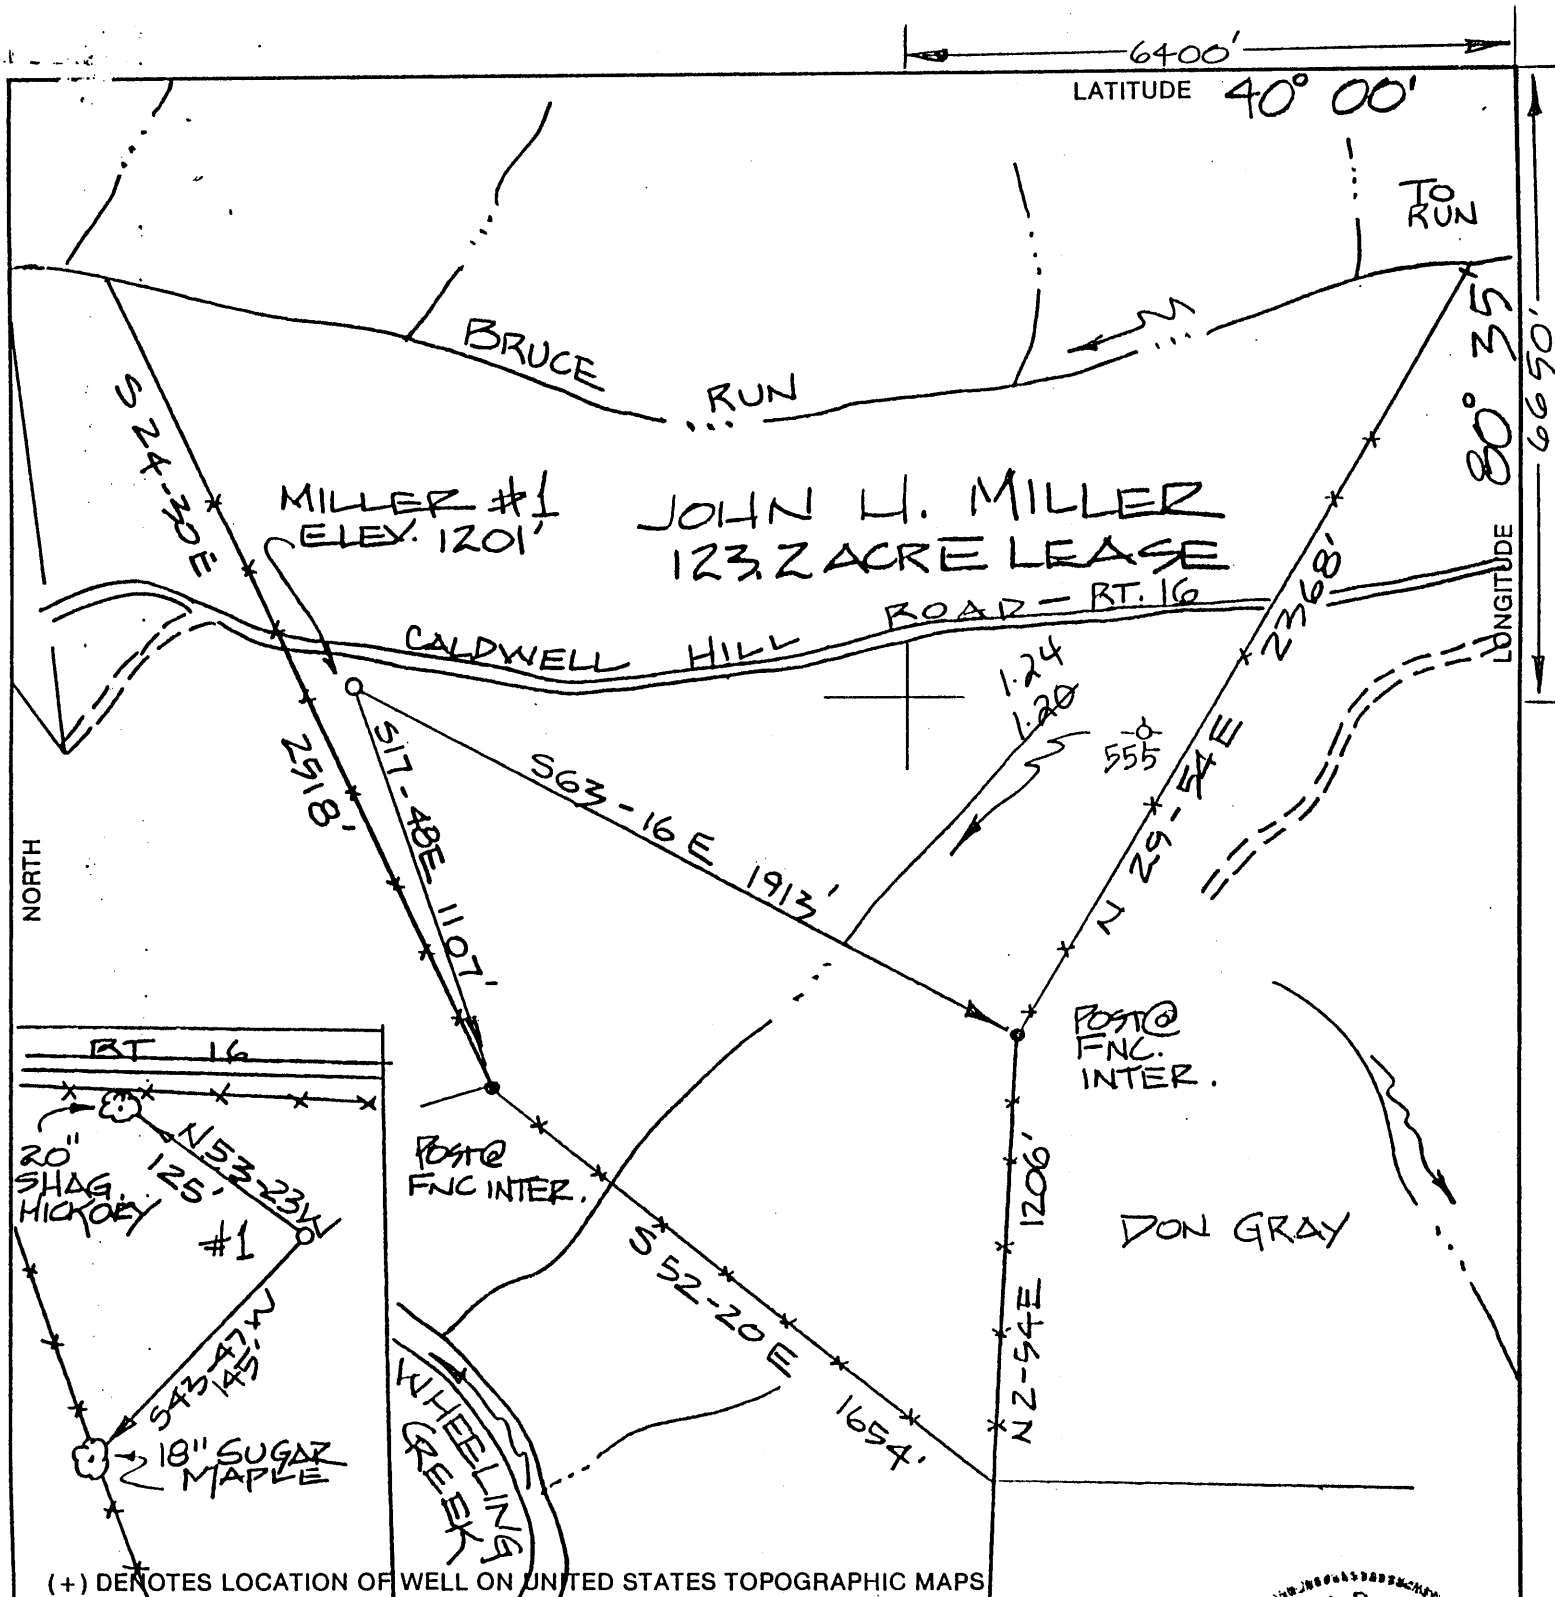 6400'
LATITUDE 40° 00'
TO
RUN
BRUCE RUN
80° 35'
LONGITUDE
6650'
S 24-30 E
2518'
MILLER #1
ELEV. 1201'
JOHN H. MILLER
123.2 ACRE LEASE
CALDWELL HILL ROAD - RT. 16
2368'
N 29-54 E
1.24
1.20
555
S17-48E 1107'
S63-16 E 1913'
NORTH
POST@
FNC.
INTER.
RT 16
20"
SHAG.
HICKORY
N53-23W
125'
#1
S43-47W
145'
18" SUGAR
MAPLE
POST@
FNC INTER.
S 52-20 E
1654'
N2-54E 1206'
DON GRAY
WHEELING
CREEK
(+) DENOTES LOCATION OF WELL ON UNITED STATES TOPOGRAPHIC MAPS